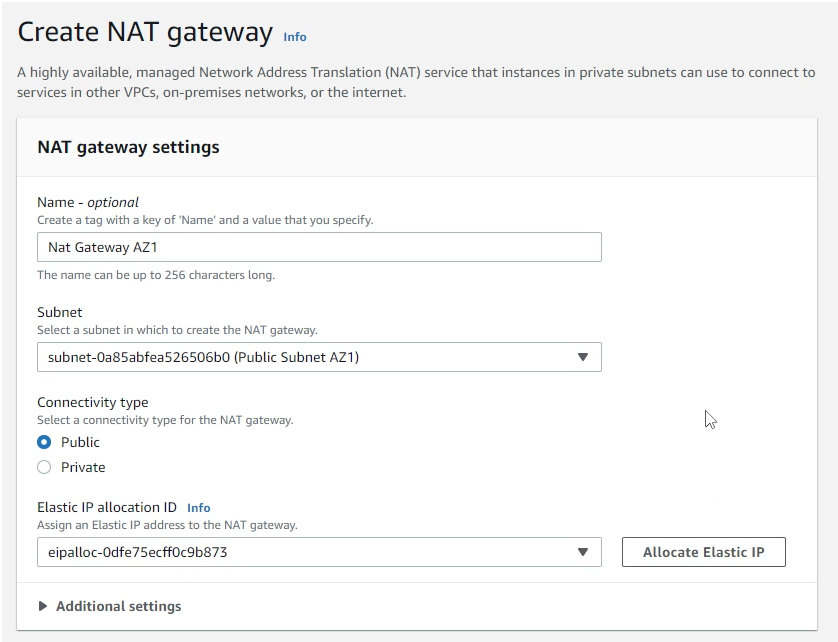 Create NAT gateway Info
A highly available, managed Network Address Translation (NAT) service that instances in private subnets can use to connect to
services in other VPCs, on-premises networks, or the internet.
NAT gateway settings
Name - optional
Create a tag with a key of 'Name' and a value that you specify.
Nat Gateway AZ1
The name can be up to 256 characters long.
Subnet
Select a subnet in which to create the NAT gateway.
subnet-0a85abfea526506b0 (Public Subnet AZ1)
Connectivity type
Select a connectivity type for the NAT gateway.
Public
Private
Elastic IP allocation ID Info
Assign an Elastic IP address to the NAT gateway.
eipalloc-0dfe75ecff0c9b873 Allocate Elastic IP
Additional settings